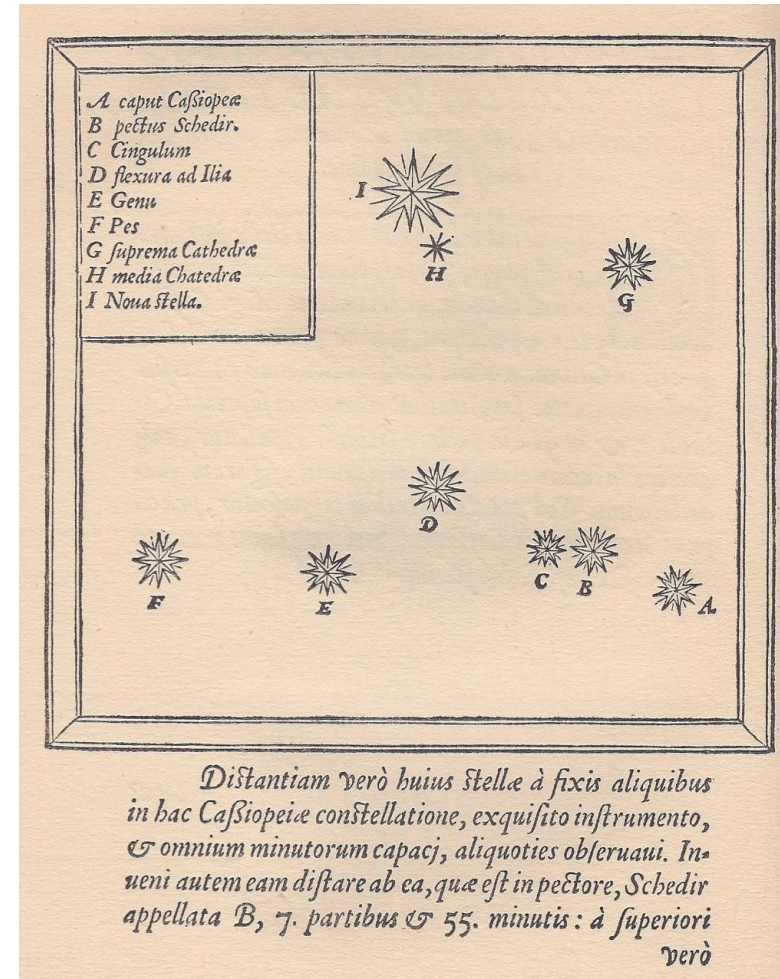 A caput Caſsiopeæ
B pectus Schedir.
C Cingulum
D flexura ad Ilia
E Genu
F Pes
G ſuprema Cathedræ
H media Chatedræ
I Noua ſtella.
I
H
G
D
C
B
A
E
F
Diſtantiam verò huius ſtellæ à fixis aliquibus
in hac Caſsiopeiæ conſtellatione, exquiſito inſtrumento,
& omnium minutorum capacj, aliquoties obſeruaui. In-
ueni autem eam diſtare ab ea, quæ eſt in pectore, Schedir
appellata B, 7. partibus & 55. minutis: à ſuperiori
verò